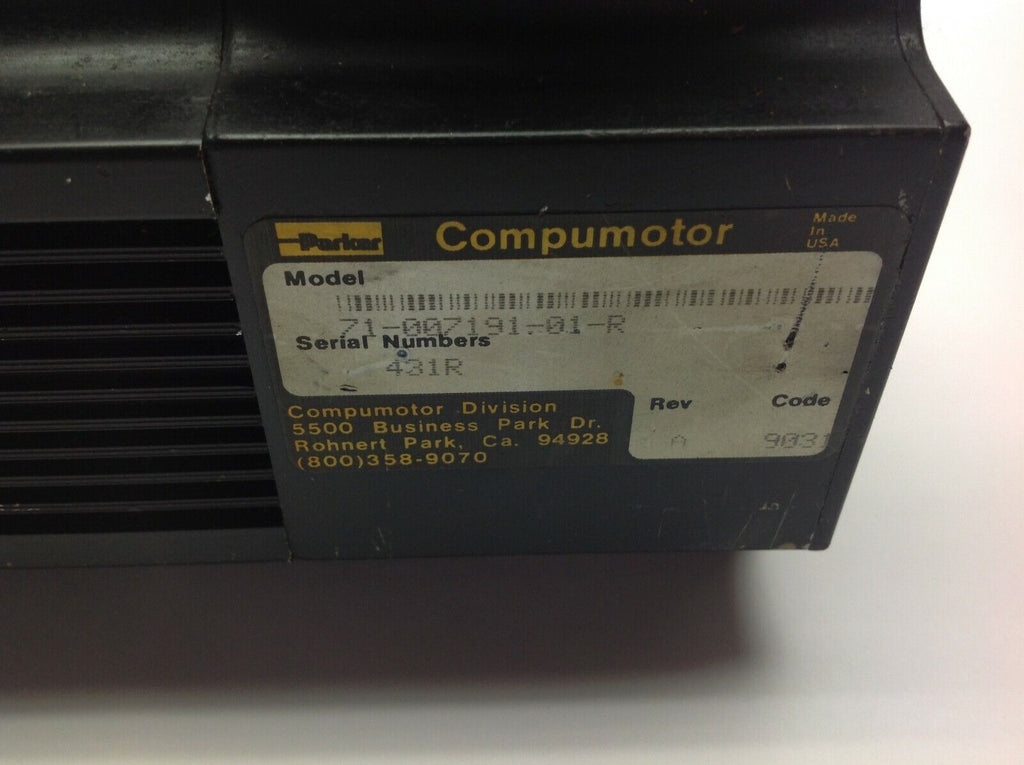 Parker Compumotor
Made
In
USA
Model
71-007191-01-R
Serial Numbers
431R
Compumotor Division
5500 Business Park Dr.
Rohnert Park, Ca. 94928
(800)358-9070
Rev Code
A 9031